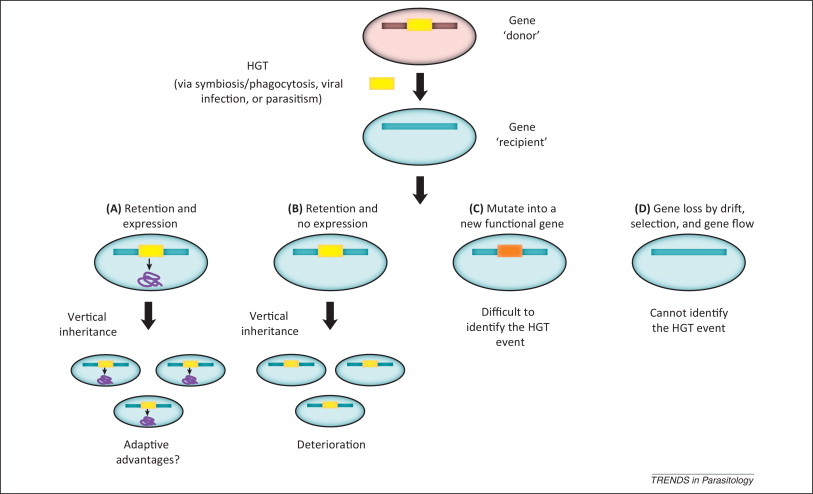 Gene
‘donor’
HGT
(via symbiosis/phagocytosis, viral
infection, or parasitism)
Gene
‘recipient’
(A) Retention and
expression
(B) Retention and
no expression
(C) Mutate into a
new functional gene
(D) Gene loss by drift,
selection, and gene flow
Vertical
inheritance
Vertical
inheritance
Difficult to
identify the HGT
event
Cannot identify
the HGT event
Adaptive
advantages?
Deterioration
TRENDS in Parasitology